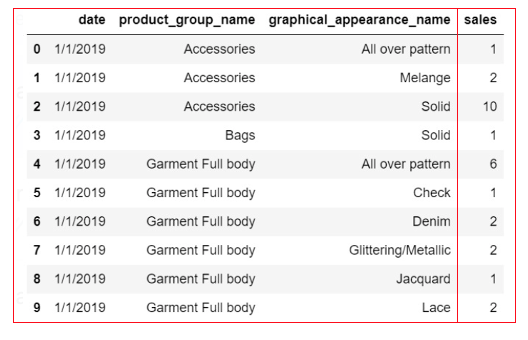 date product_group_name graphical_appearance_name sales
0 1/1/2019 Accessories All over pattern 1
1 1/1/2019 Accessories Melange 2
2 1/1/2019 Accessories Solid 10
3 1/1/2019 Bags Solid 1
4 1/1/2019 Garment Full body All over pattern 6
5 1/1/2019 Garment Full body Check 1
6 1/1/2019 Garment Full body Denim 2
7 1/1/2019 Garment Full body Glittering/Metallic 2
8 1/1/2019 Garment Full body Jacquard 1
9 1/1/2019 Garment Full body Lace 2